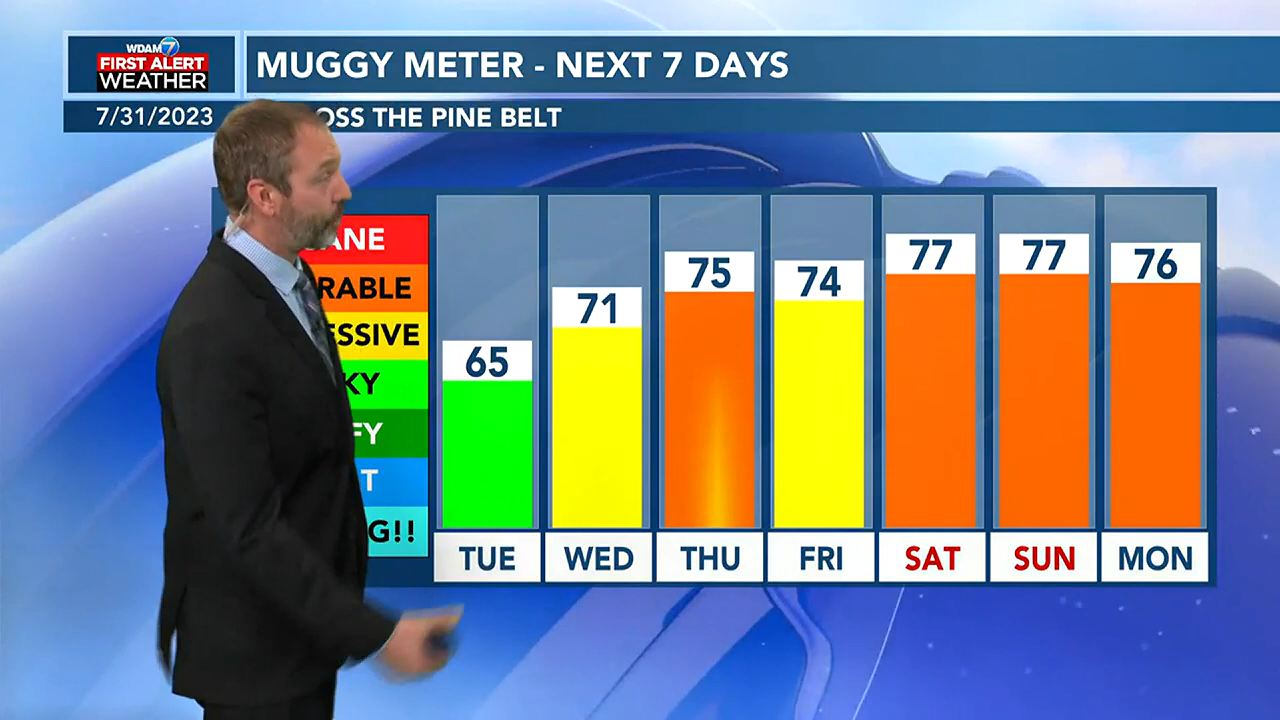 WDAM 7
FIRST ALERT
WEATHER
MUGGY METER - NEXT 7 DAYS
7/31/2023
OSS THE PINE BELT
ANE
RABLE
SSIVE
KY
FY
T
G!!
65 71 75 74 77 77 76
TUE WED THU FRI SAT SUN MON